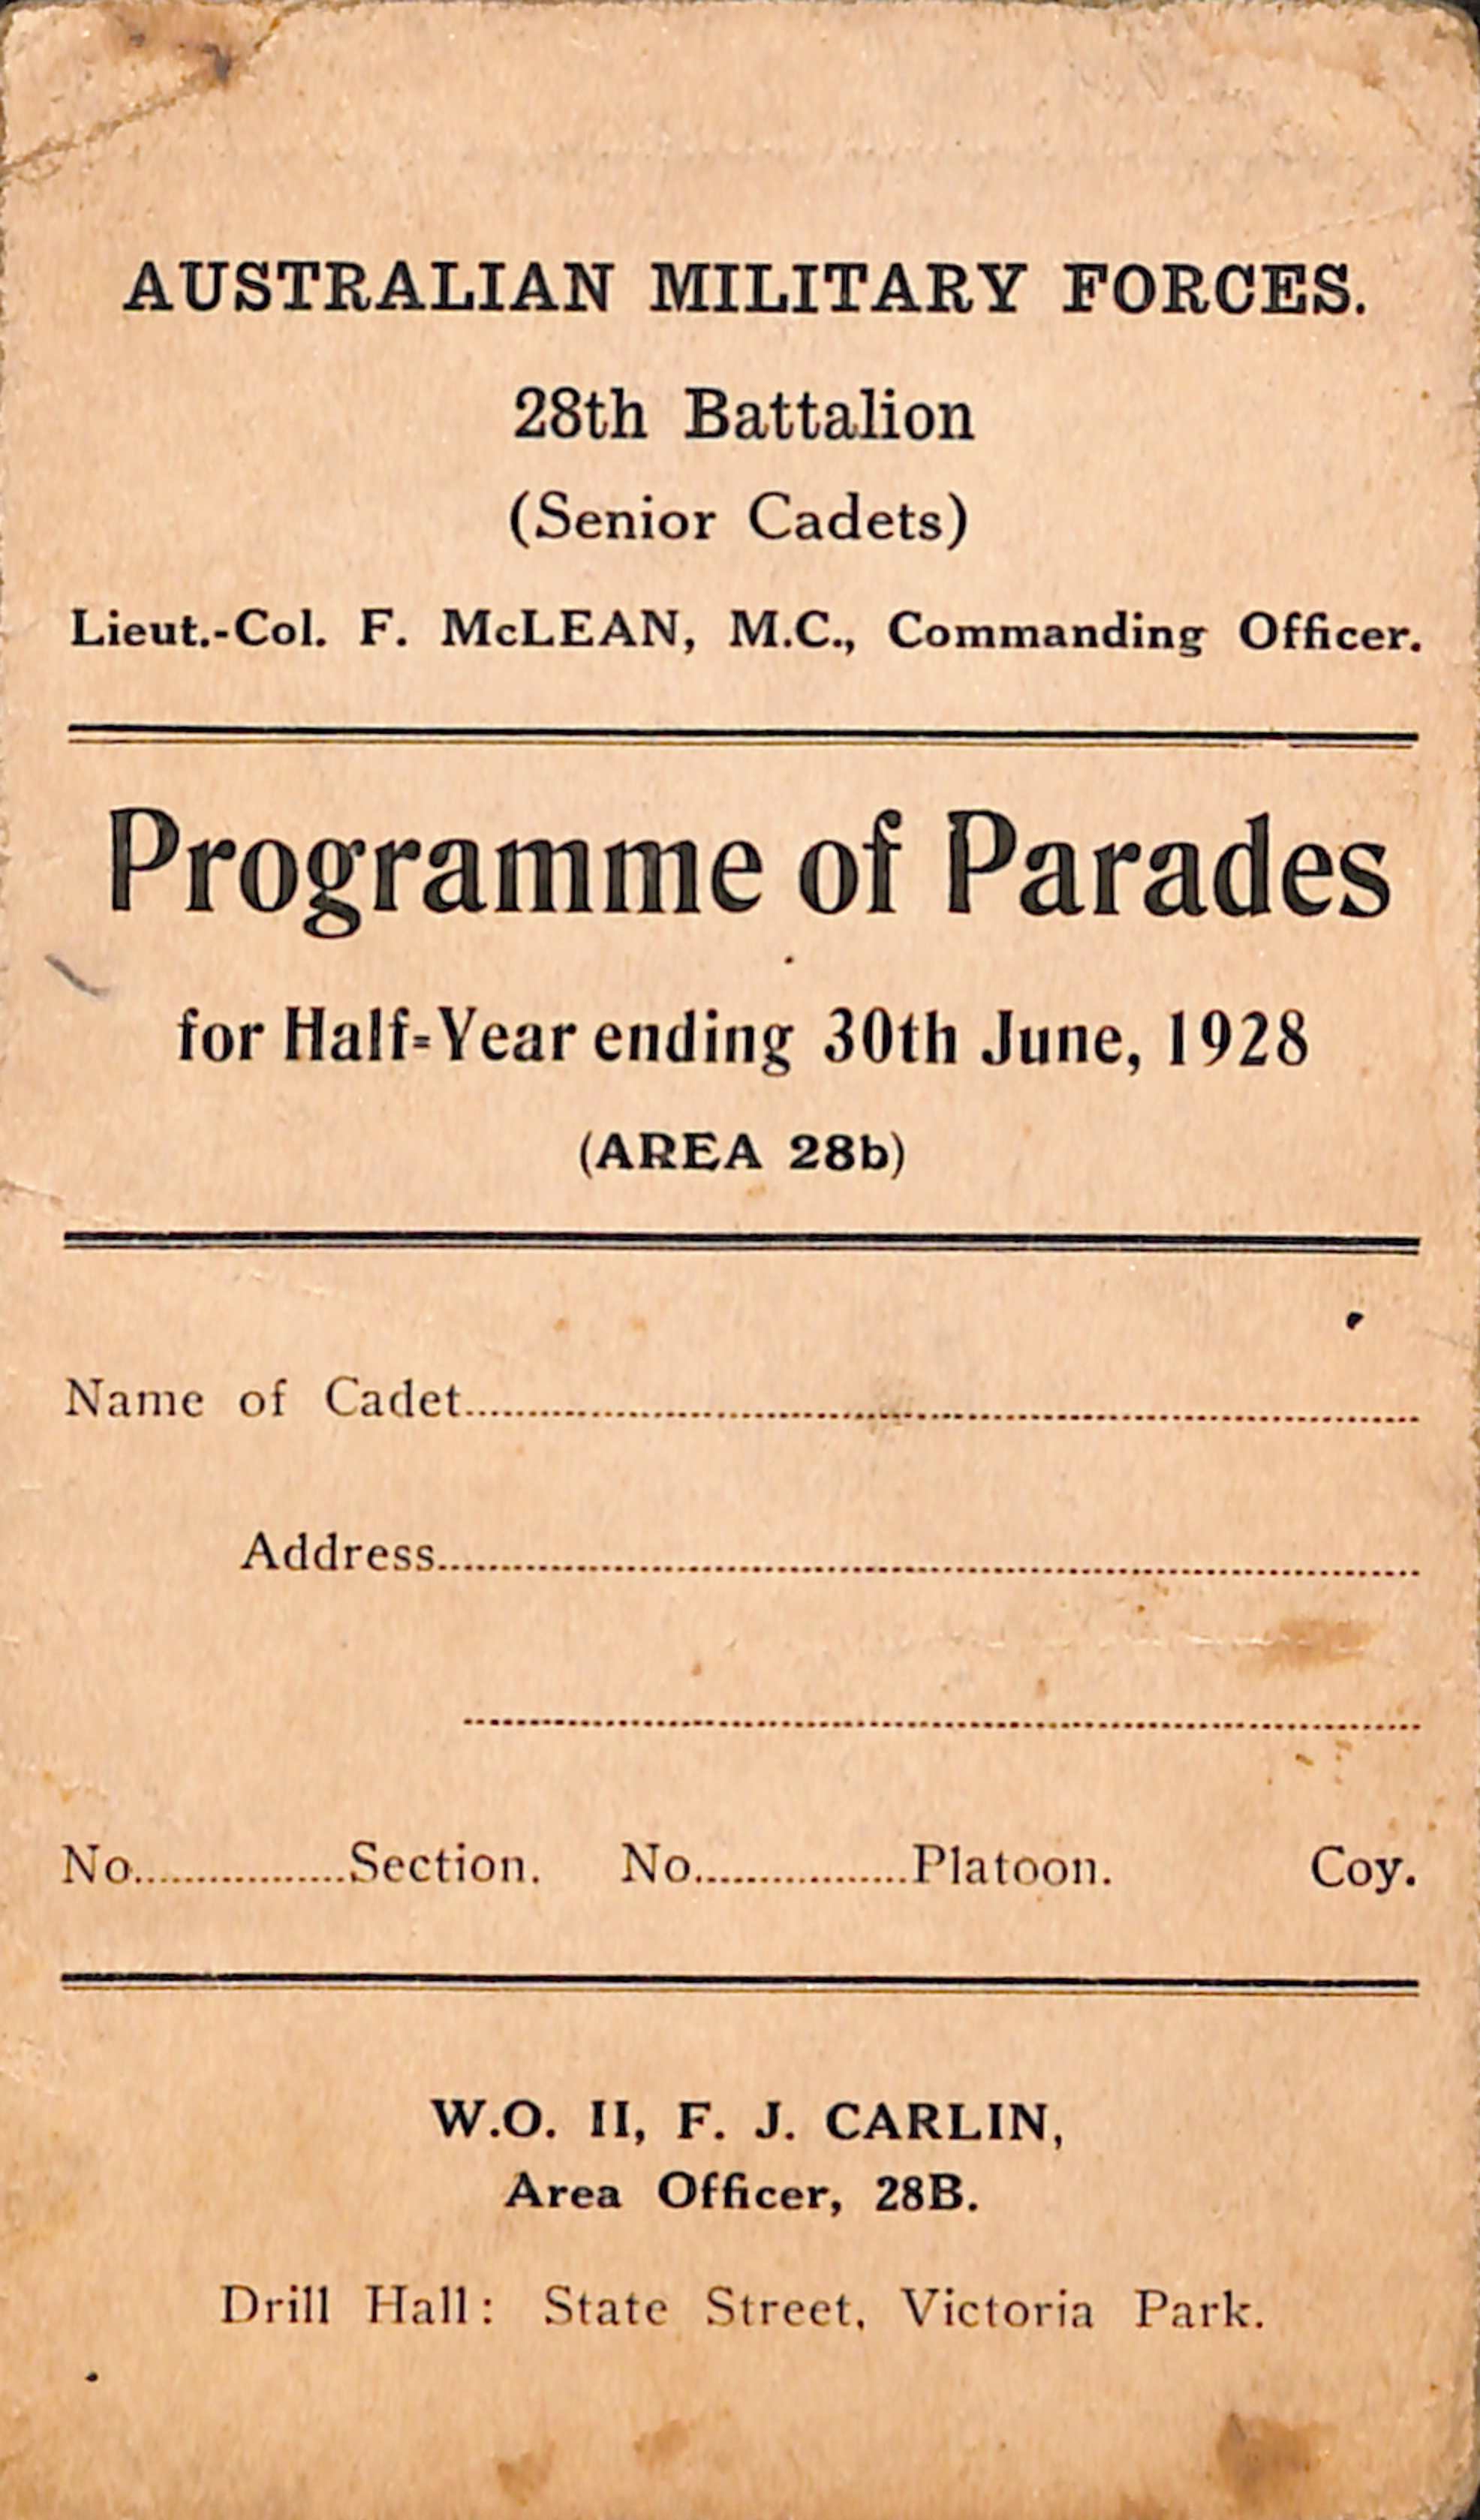 AUSTRALIAN MILITARY FORCES.
28th Battalion
(Senior Cadets)
Lieut.-Col. F. McLEAN, M.C., Commanding Officer.
Programme of Parades
for Half-Year ending 30th June, 1928
(AREA 28b)
Name of Cadet..............................
Address..............................
..............................
No.................Section. No.................Platoon. Coy.
W.O. II, F. J. CARLIN,
Area Officer, 28B.
Drill Hall: State Street, Victoria Park.